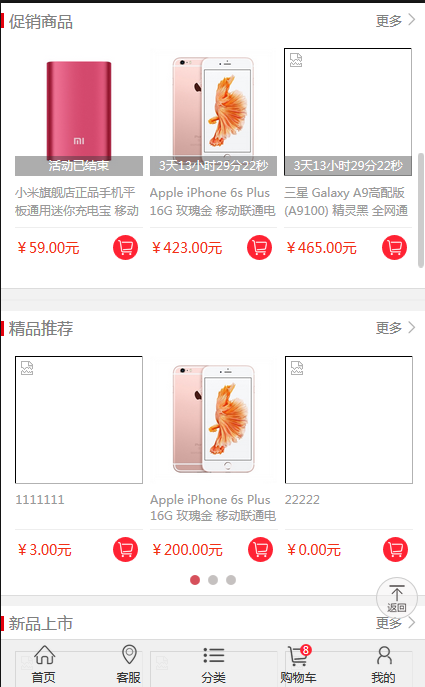 促销商品
更多
活动已结束
3天13小时29分22秒
3天13小时29分22秒
小米旗舰店正品手机平
板通用迷你充电宝 移动
Apple iPhone 6s Plus
16G 玫瑰金 移动联通电
三星 Galaxy A9高配版
(A9100) 精灵黑 全网通
￥59.00元
￥423.00元
￥465.00元
精品推荐
更多
1111111
Apple iPhone 6s Plus
16G 玫瑰金 移动联通电
22222
￥3.00元
￥200.00元
￥0.00元
返回
新品上市
更多
8
首页
客服
分类
购物车
我的